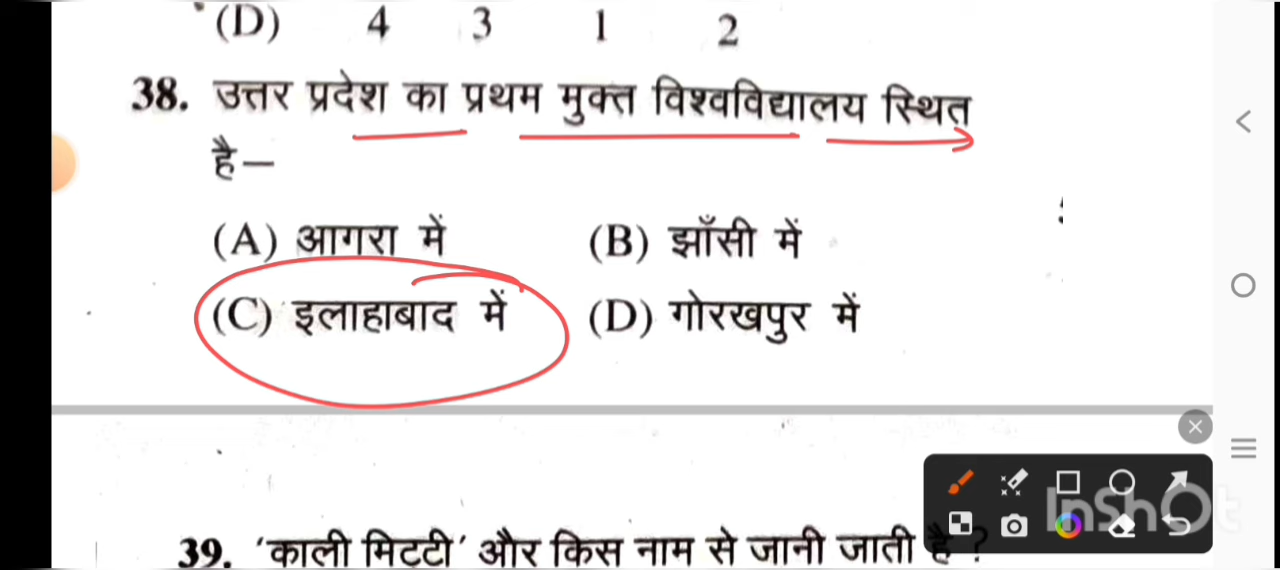 (D) 4 3 1 2
38. उत्तर प्रदेश का प्रथम मुक्त विश्वविद्यालय स्थित
है—
(A) आगरा में (B) झाँसी में
(C) इलाहाबाद में (D) गोरखपुर में
39. ‘काली मिट्टी’ और किस नाम से जानी जाती है ?
InShOt